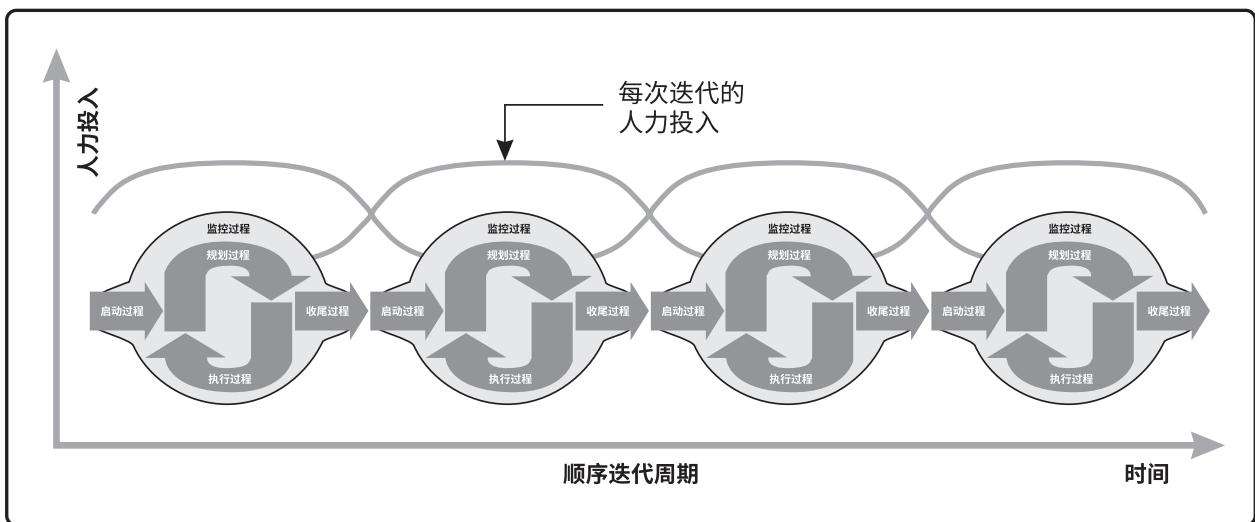 人力投入
每次迭代的
人力投入
监控过程
规划过程
启动过程
收尾过程
执行过程
监控过程
规划过程
启动过程
收尾过程
执行过程
监控过程
规划过程
启动过程
收尾过程
执行过程
监控过程
规划过程
启动过程
收尾过程
执行过程
顺序迭代周期
时间